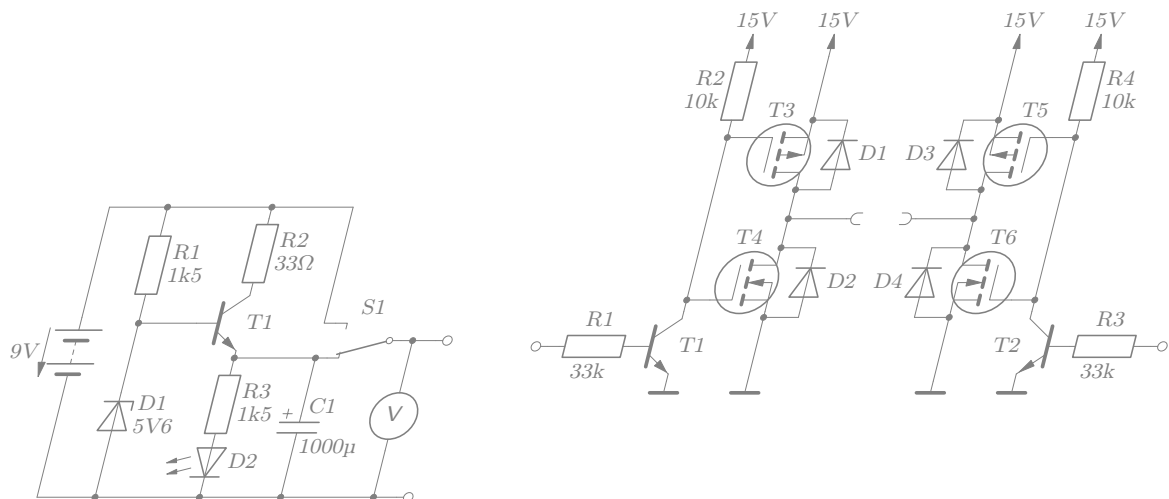 R1
1k5
R2
33Ω
9V
T1
S1
D1
5V6
R3
1k5
C1
+
1000µ
V
D2
15V
15V
15V
15V
R2
10k
T3
T5
R4
10k
D1
D3
T4
T6
D2
D4
R1
33k
T1
T2
R3
33k